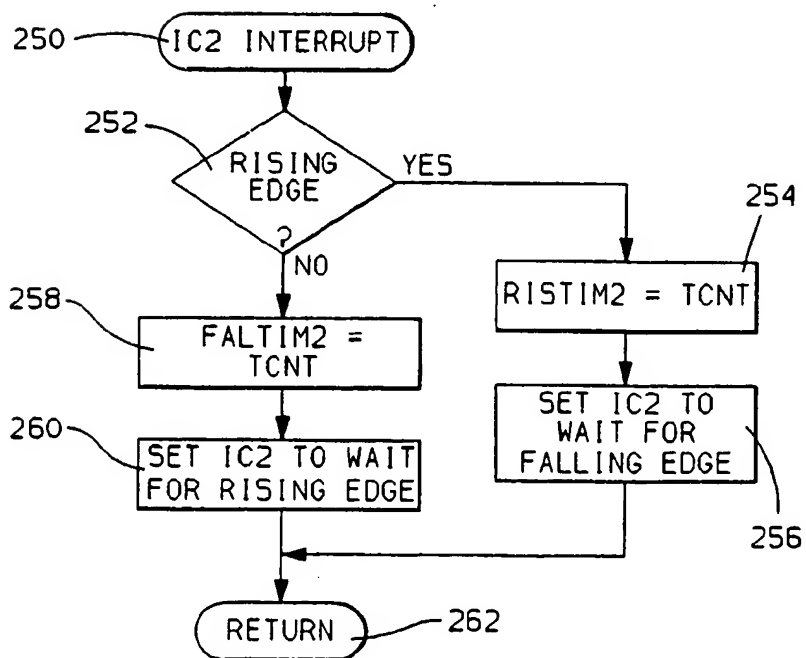 250
IC2 INTERRUPT
252
RISING
EDGE
?
YES
NO
254
RISTIM2 = TCNT
258
FALTIM2 =
TCNT
SET IC2 TO
WAIT FOR
FALLING EDGE
256
260
SET IC2 TO WAIT
FOR RISING EDGE
RETURN
262